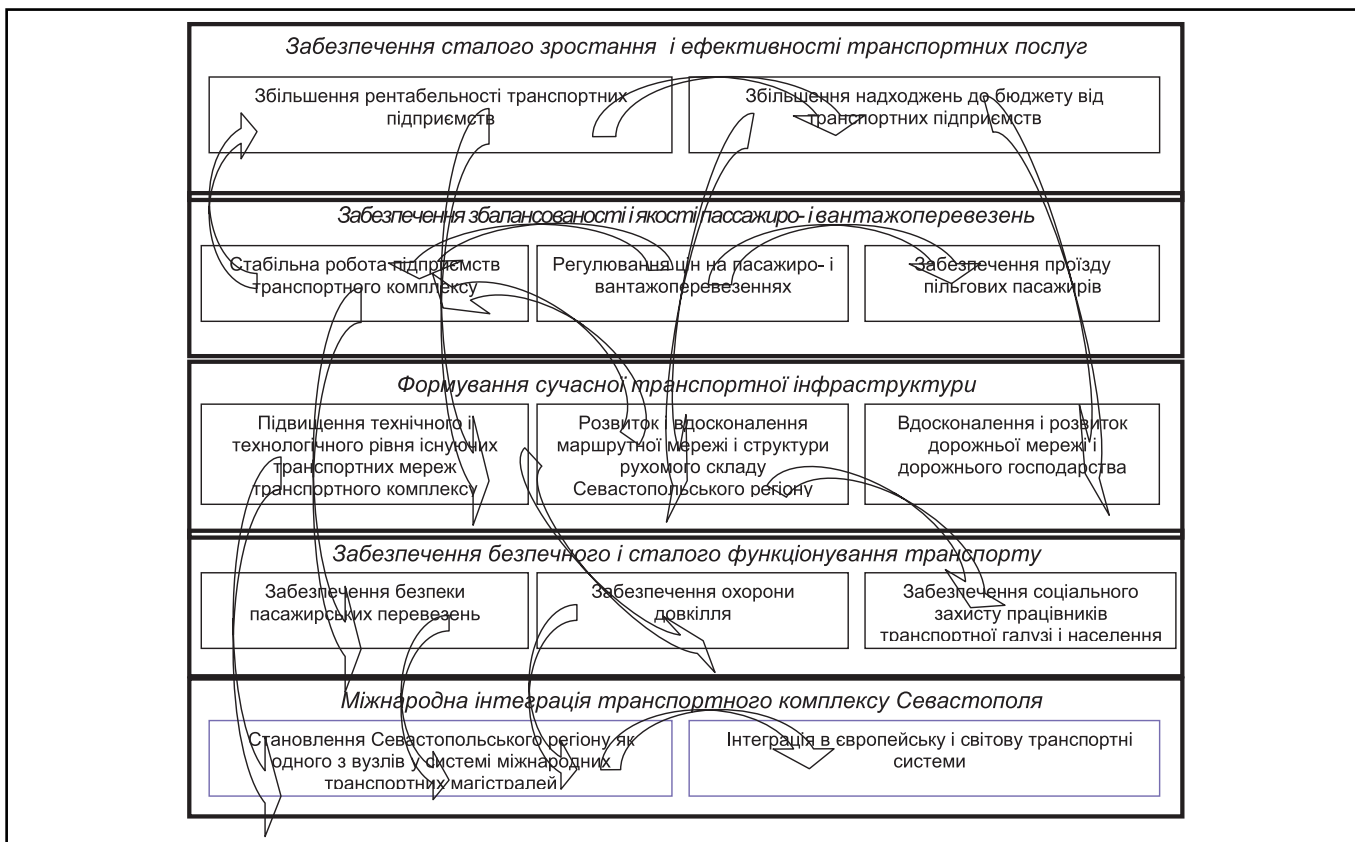 Забезпечення сталого зростання і ефективності транспортних послуг
Збільшення рентабельності транспортних
підприємств
Збільшення надходжень до бюджету від
транспортних підприємств
Забезпечення збалансованості і якості пассажиро- і вантажоперевезень
Стабільна робота підприємств
транспортного комплексу
Регулювання цін на пасажиро- і
вантажоперевезеннях
Забезпечення проїзду
пільгових пасажирів
Формування сучасної транспортної інфраструктури
Підвищення технічного і
технологічного рівня існуючих
транспортних мереж
транспортного комплексу
Розвиток і вдосконалення
маршрутної мережі і структури
рухомого складу
Севастопольського регіону
Вдосконалення і розвиток
дорожньої мережі і
дорожнього господарства
Забезпечення безпечного і сталого функціонування транспорту
Забезпечення безпеки
пасажирських перевезень
Забезпечення охорони
довкілля
Забезпечення соціального
захисту працівників
транспортної галузі і населення
Міжнародна інтеграція транспортного комплексу Севастополя
Становлення Севастопольського регіону як
одного з вузлів у системі міжнародних
транспортних магістралей
Інтеграція в європейську і світову транспортні
системи